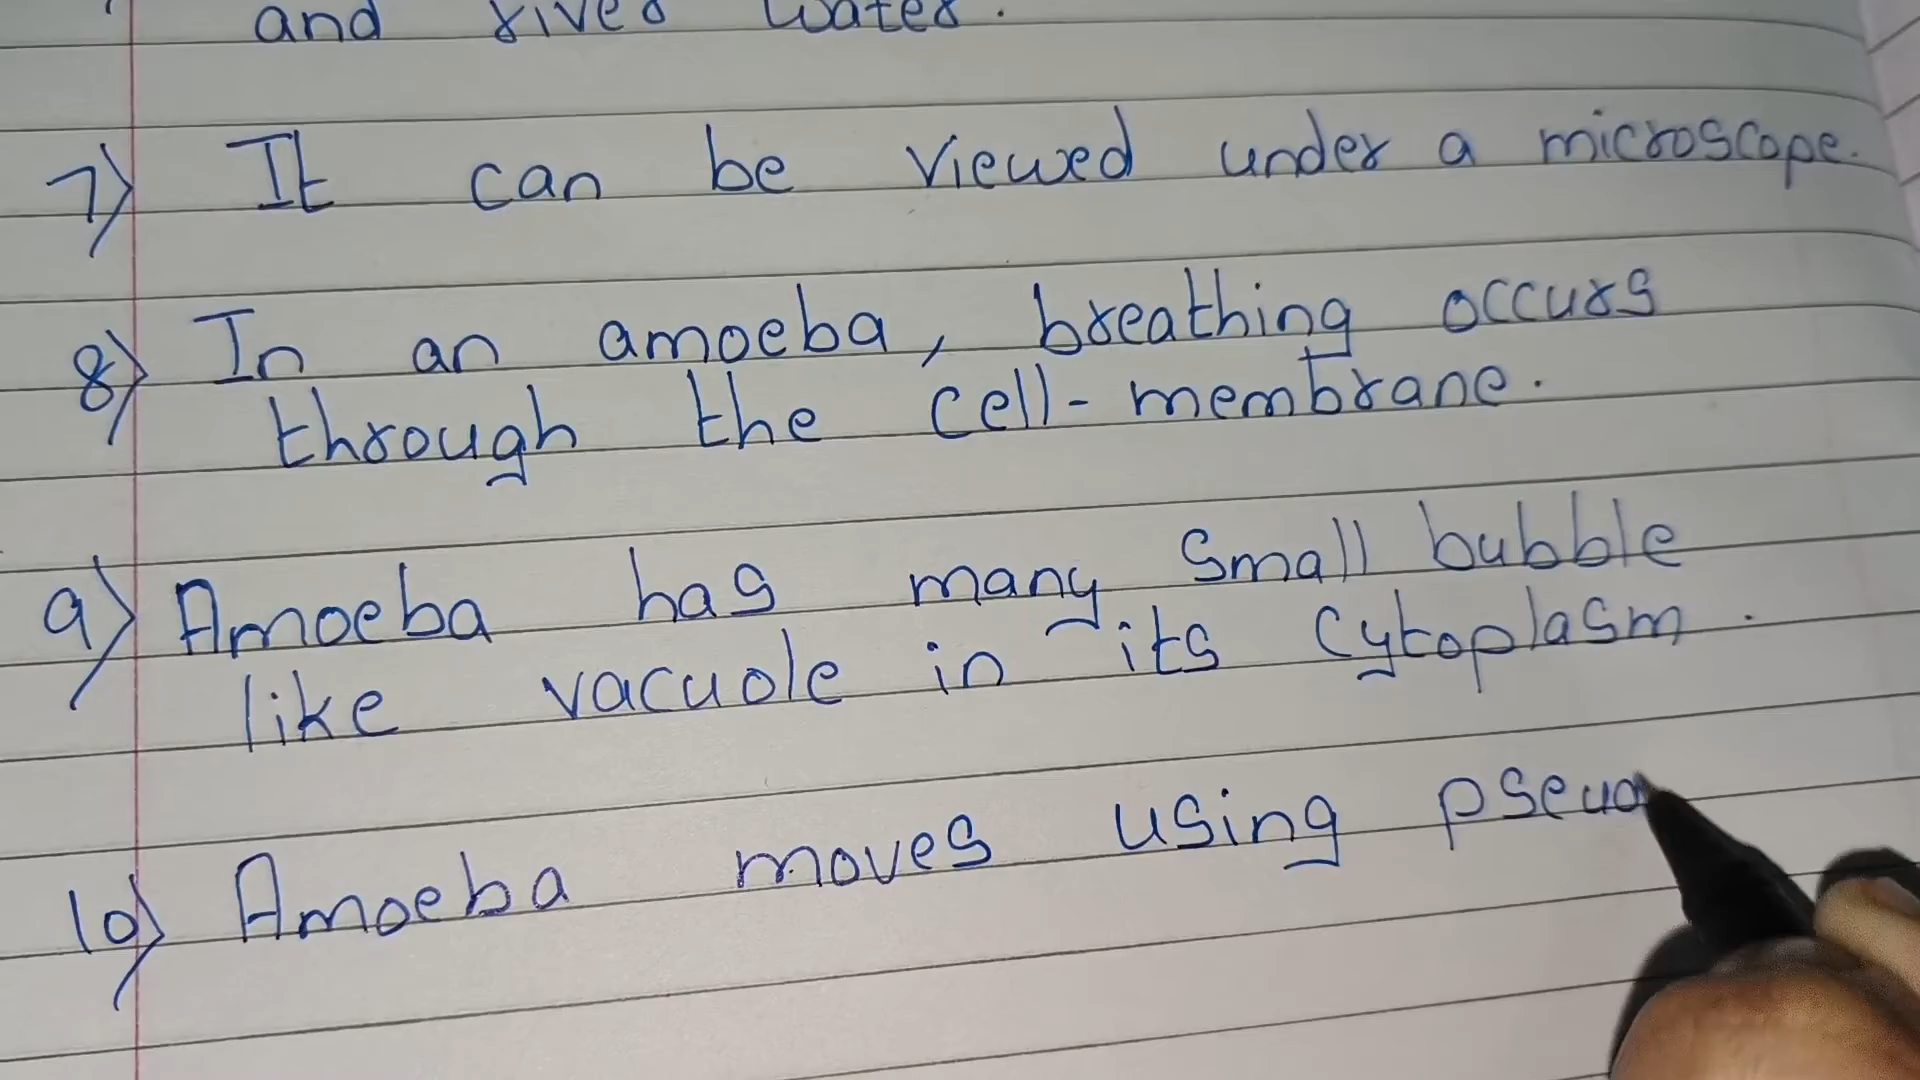 and river water.
7) It can be viewed under a microscope.
8) In an amoeba, breathing occurs
through the cell-membrane.
9) Amoeba has many small bubble
like vacuole in its cytoplasm.
10) Amoeba moves using pseud